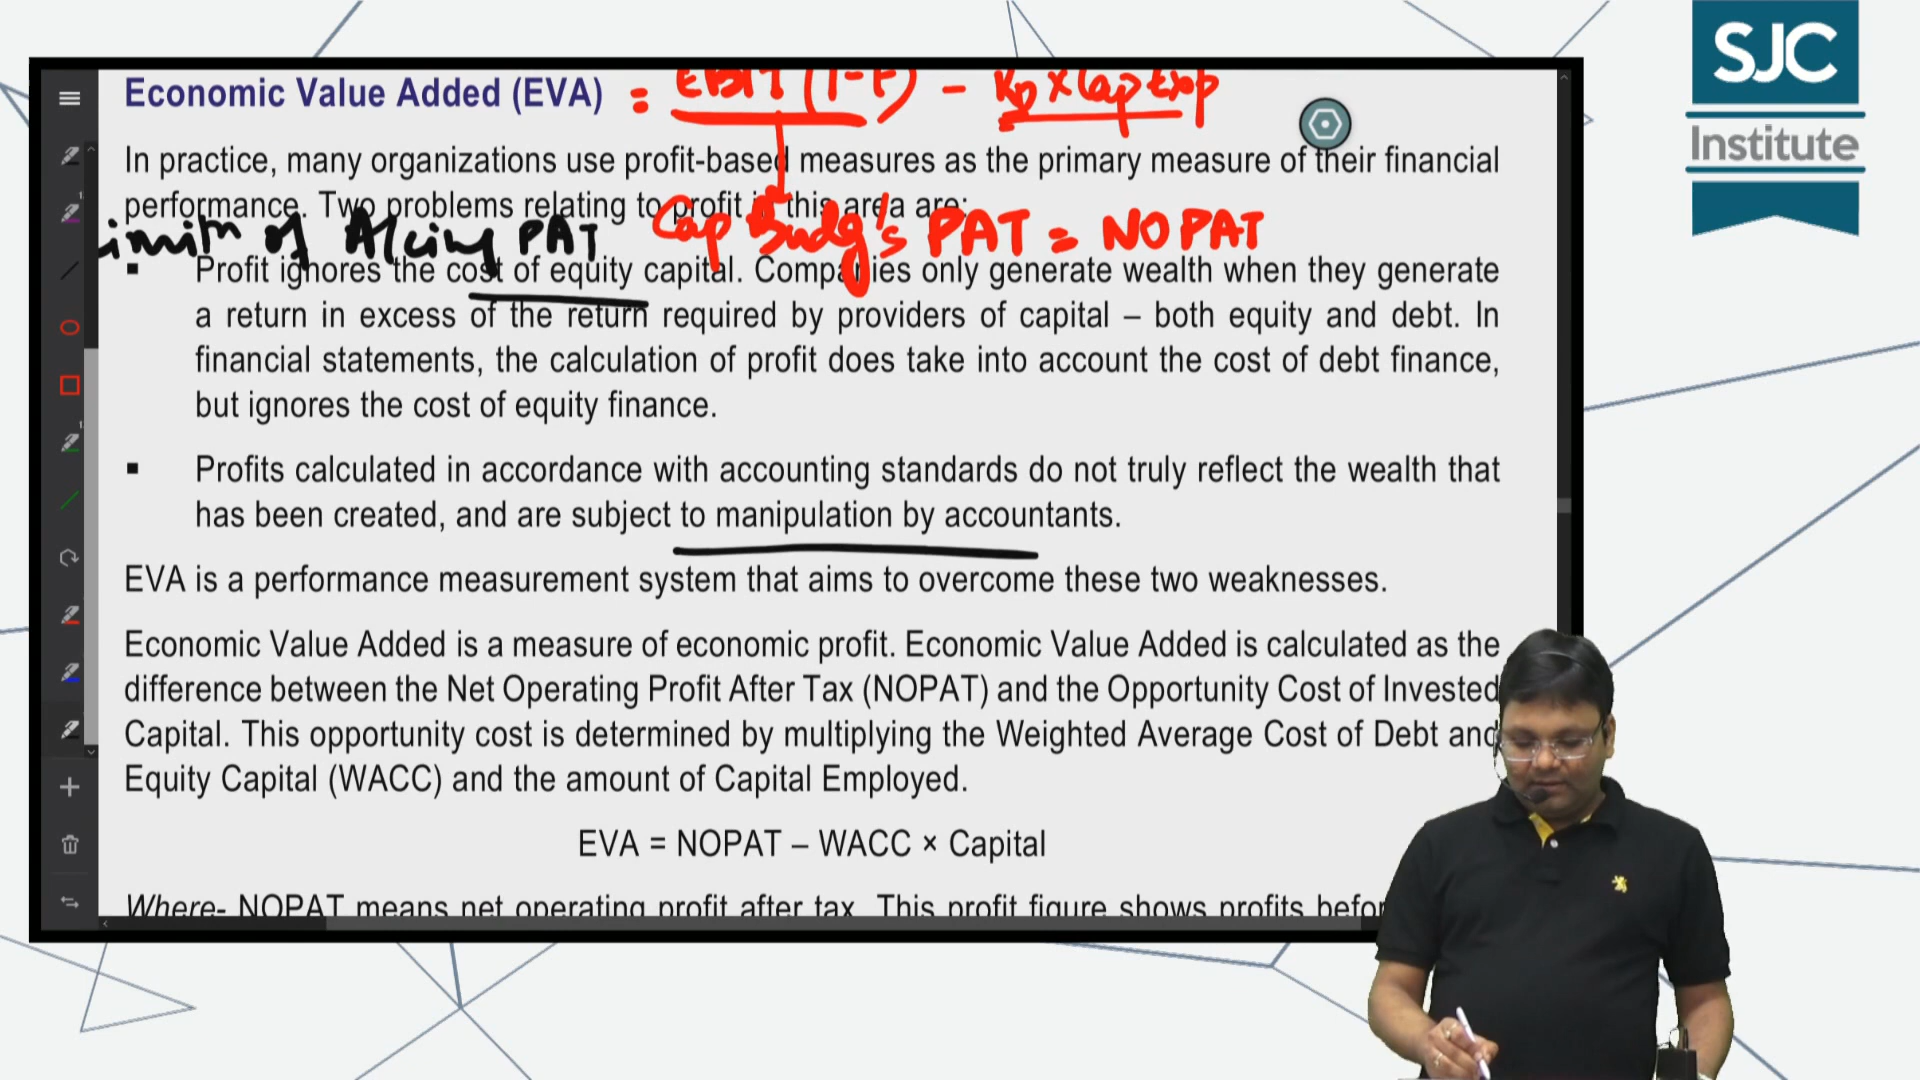 SJC
Institute
Economic Value Added (EVA) = EBIT (1-t) - Ko x Cap Emp
In practice, many organizations use profit-based measures as the primary measure of their financial
performance. Two problems relating to profit in this area are:
of PAT Cap Budg's PAT = NOPAT
▪ Profit ignores the cost of equity capital. Companies only generate wealth when they generate
a return in excess of the return required by providers of capital – both equity and debt. In
financial statements, the calculation of profit does take into account the cost of debt finance,
but ignores the cost of equity finance.
▪ Profits calculated in accordance with accounting standards do not truly reflect the wealth that
has been created, and are subject to manipulation by accountants.
EVA is a performance measurement system that aims to overcome these two weaknesses.
Economic Value Added is a measure of economic profit. Economic Value Added is calculated as the
difference between the Net Operating Profit After Tax (NOPAT) and the Opportunity Cost of Invested
Capital. This opportunity cost is determined by multiplying the Weighted Average Cost of Debt and
Equity Capital (WACC) and the amount of Capital Employed.
EVA = NOPAT – WACC × Capital
Where- NOPAT means net operating profit after tax. This profit figure shows profits